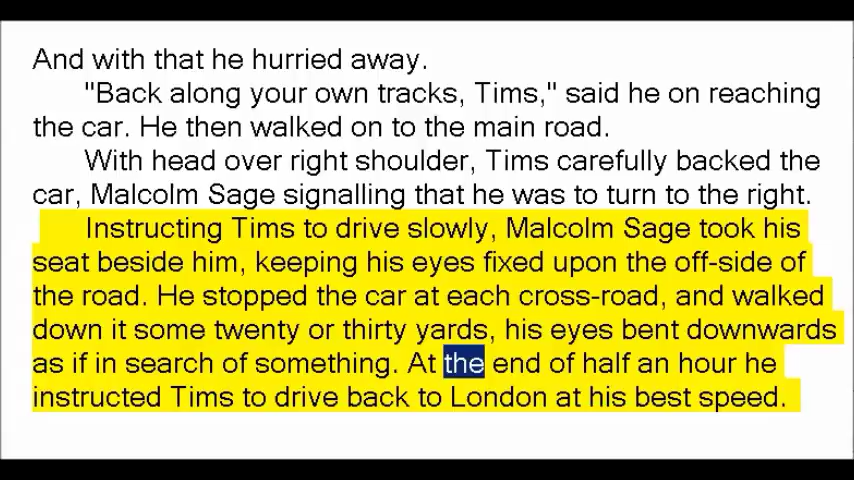 And with that he hurried away.
"Back along your own tracks, Tims," said he on reaching
the car. He then walked on to the main road.
With head over right shoulder, Tims carefully backed the
car, Malcolm Sage signalling that he was to turn to the right.
Instructing Tims to drive slowly, Malcolm Sage took his
seat beside him, keeping his eyes fixed upon the off-side of
the road. He stopped the car at each cross-road, and walked
down it some twenty or thirty yards, his eyes bent downwards
as if in search of something. At the end of half an hour he
instructed Tims to drive back to London at his best speed.